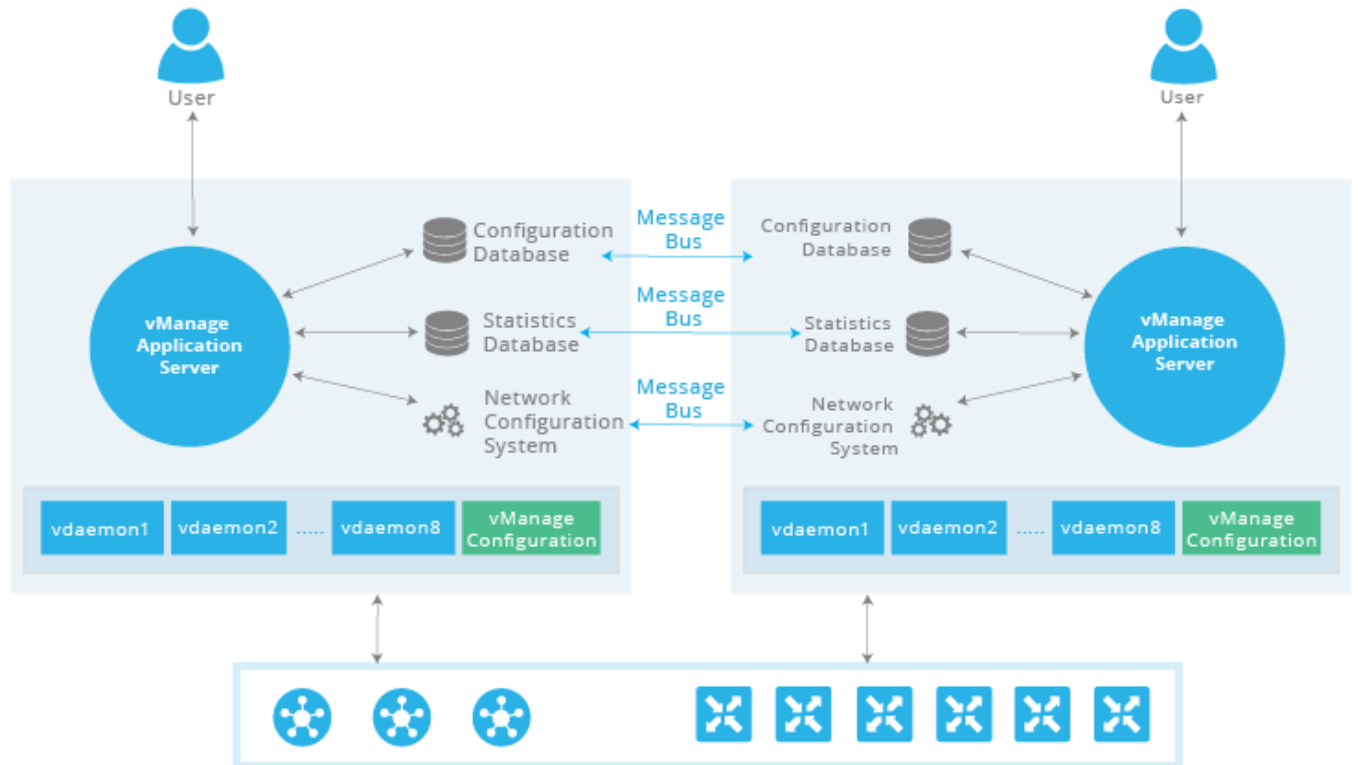 User
User
Configuration
Database
Message
Bus
Configuration
Database
vManage
Application
Server
Statistics
Database
Message
Bus
Statistics
Database
vManage
Application
Server
Network
Configuration
System
Message
Bus
Network
Configuration
System
vdaemon1
vdaemon2
.....
vdaemon8
vManage
Configuration
vdaemon1
vdaemon2
.....
vdaemon8
vManage
Configuration